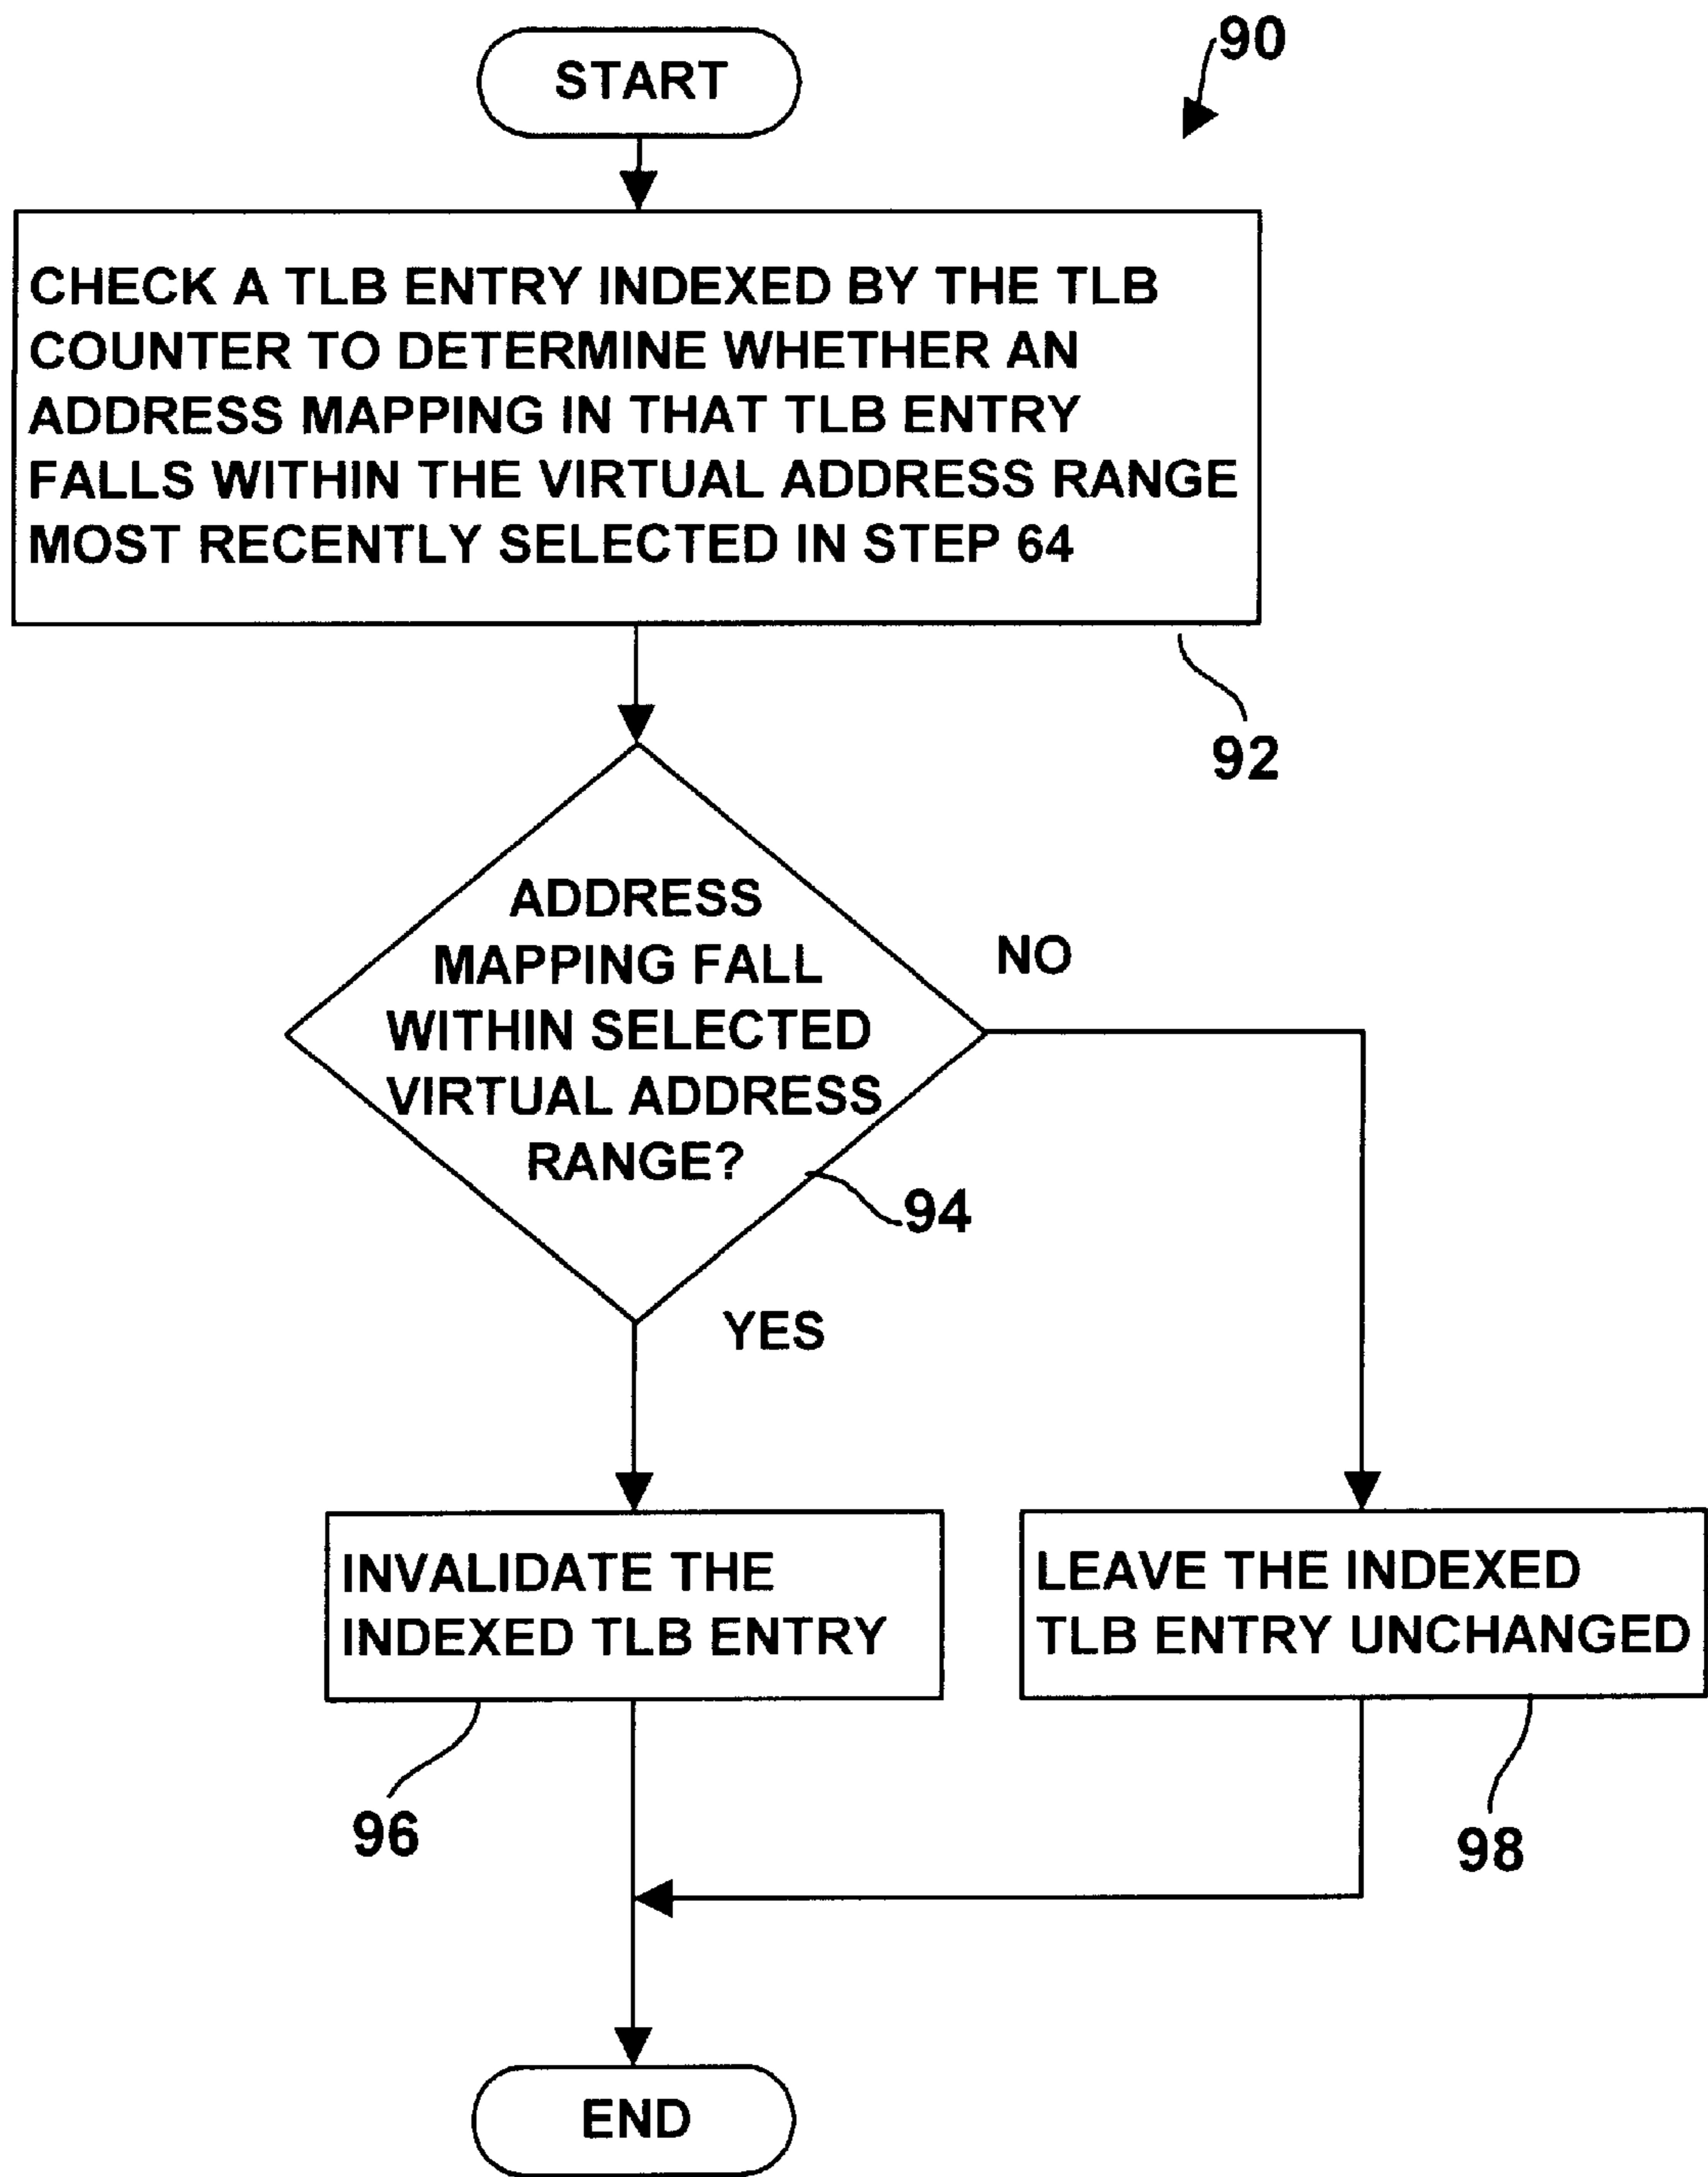 90
START
CHECK A TLB ENTRY INDEXED BY THE TLB
COUNTER TO DETERMINE WHETHER AN
ADDRESS MAPPING IN THAT TLB ENTRY
FALLS WITHIN THE VIRTUAL ADDRESS RANGE
MOST RECENTLY SELECTED IN STEP 64
92
ADDRESS
MAPPING FALL
WITHIN SELECTED
VIRTUAL ADDRESS
RANGE?
NO
94
YES
INVALIDATE THE
INDEXED TLB ENTRY
LEAVE THE INDEXED
TLB ENTRY UNCHANGED
96
98
END